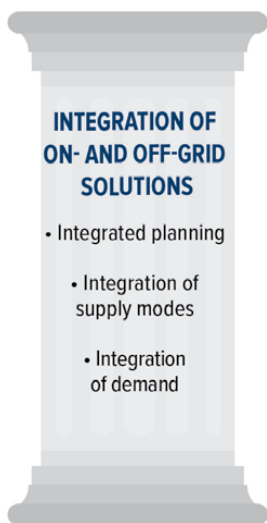 INTEGRATION OF
ON- AND OFF-GRID
SOLUTIONS
• Integrated planning
• Integration of
supply modes
• Integration
of demand